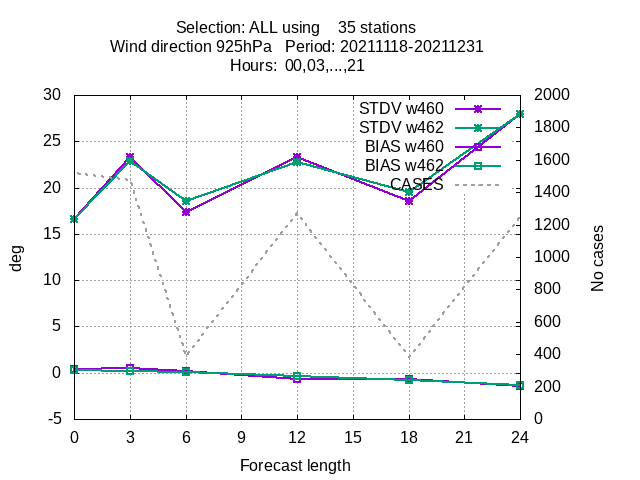 Selection: ALL using 35 stations
Wind direction 925hPa Period: 20211118-20211231
Hours: 00,03,...,21
30 2000
STDV w460
1800
25 STDV w462
BIAS w460
1600
BIAS w462
20 CASES 1400
1200
15
deg
No cases
1000
10 800
600
5
400
0
200
-5 0
0 3 6 9 12 15 18 21 24
Forecast length